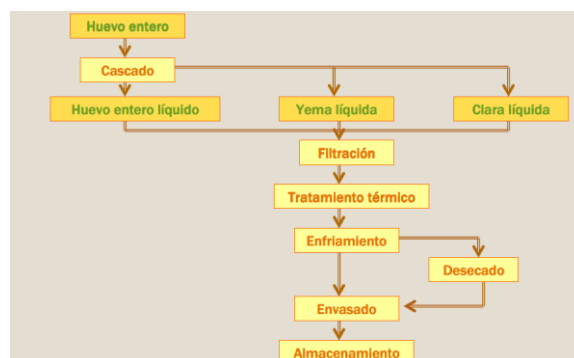 Huevo entero
Cascado
Huevo entero líquido
Yema líquida
Clara líquida
Filtración
Tratamiento térmico
Enfriamiento
Desecado
Envasado
Almacenamiento